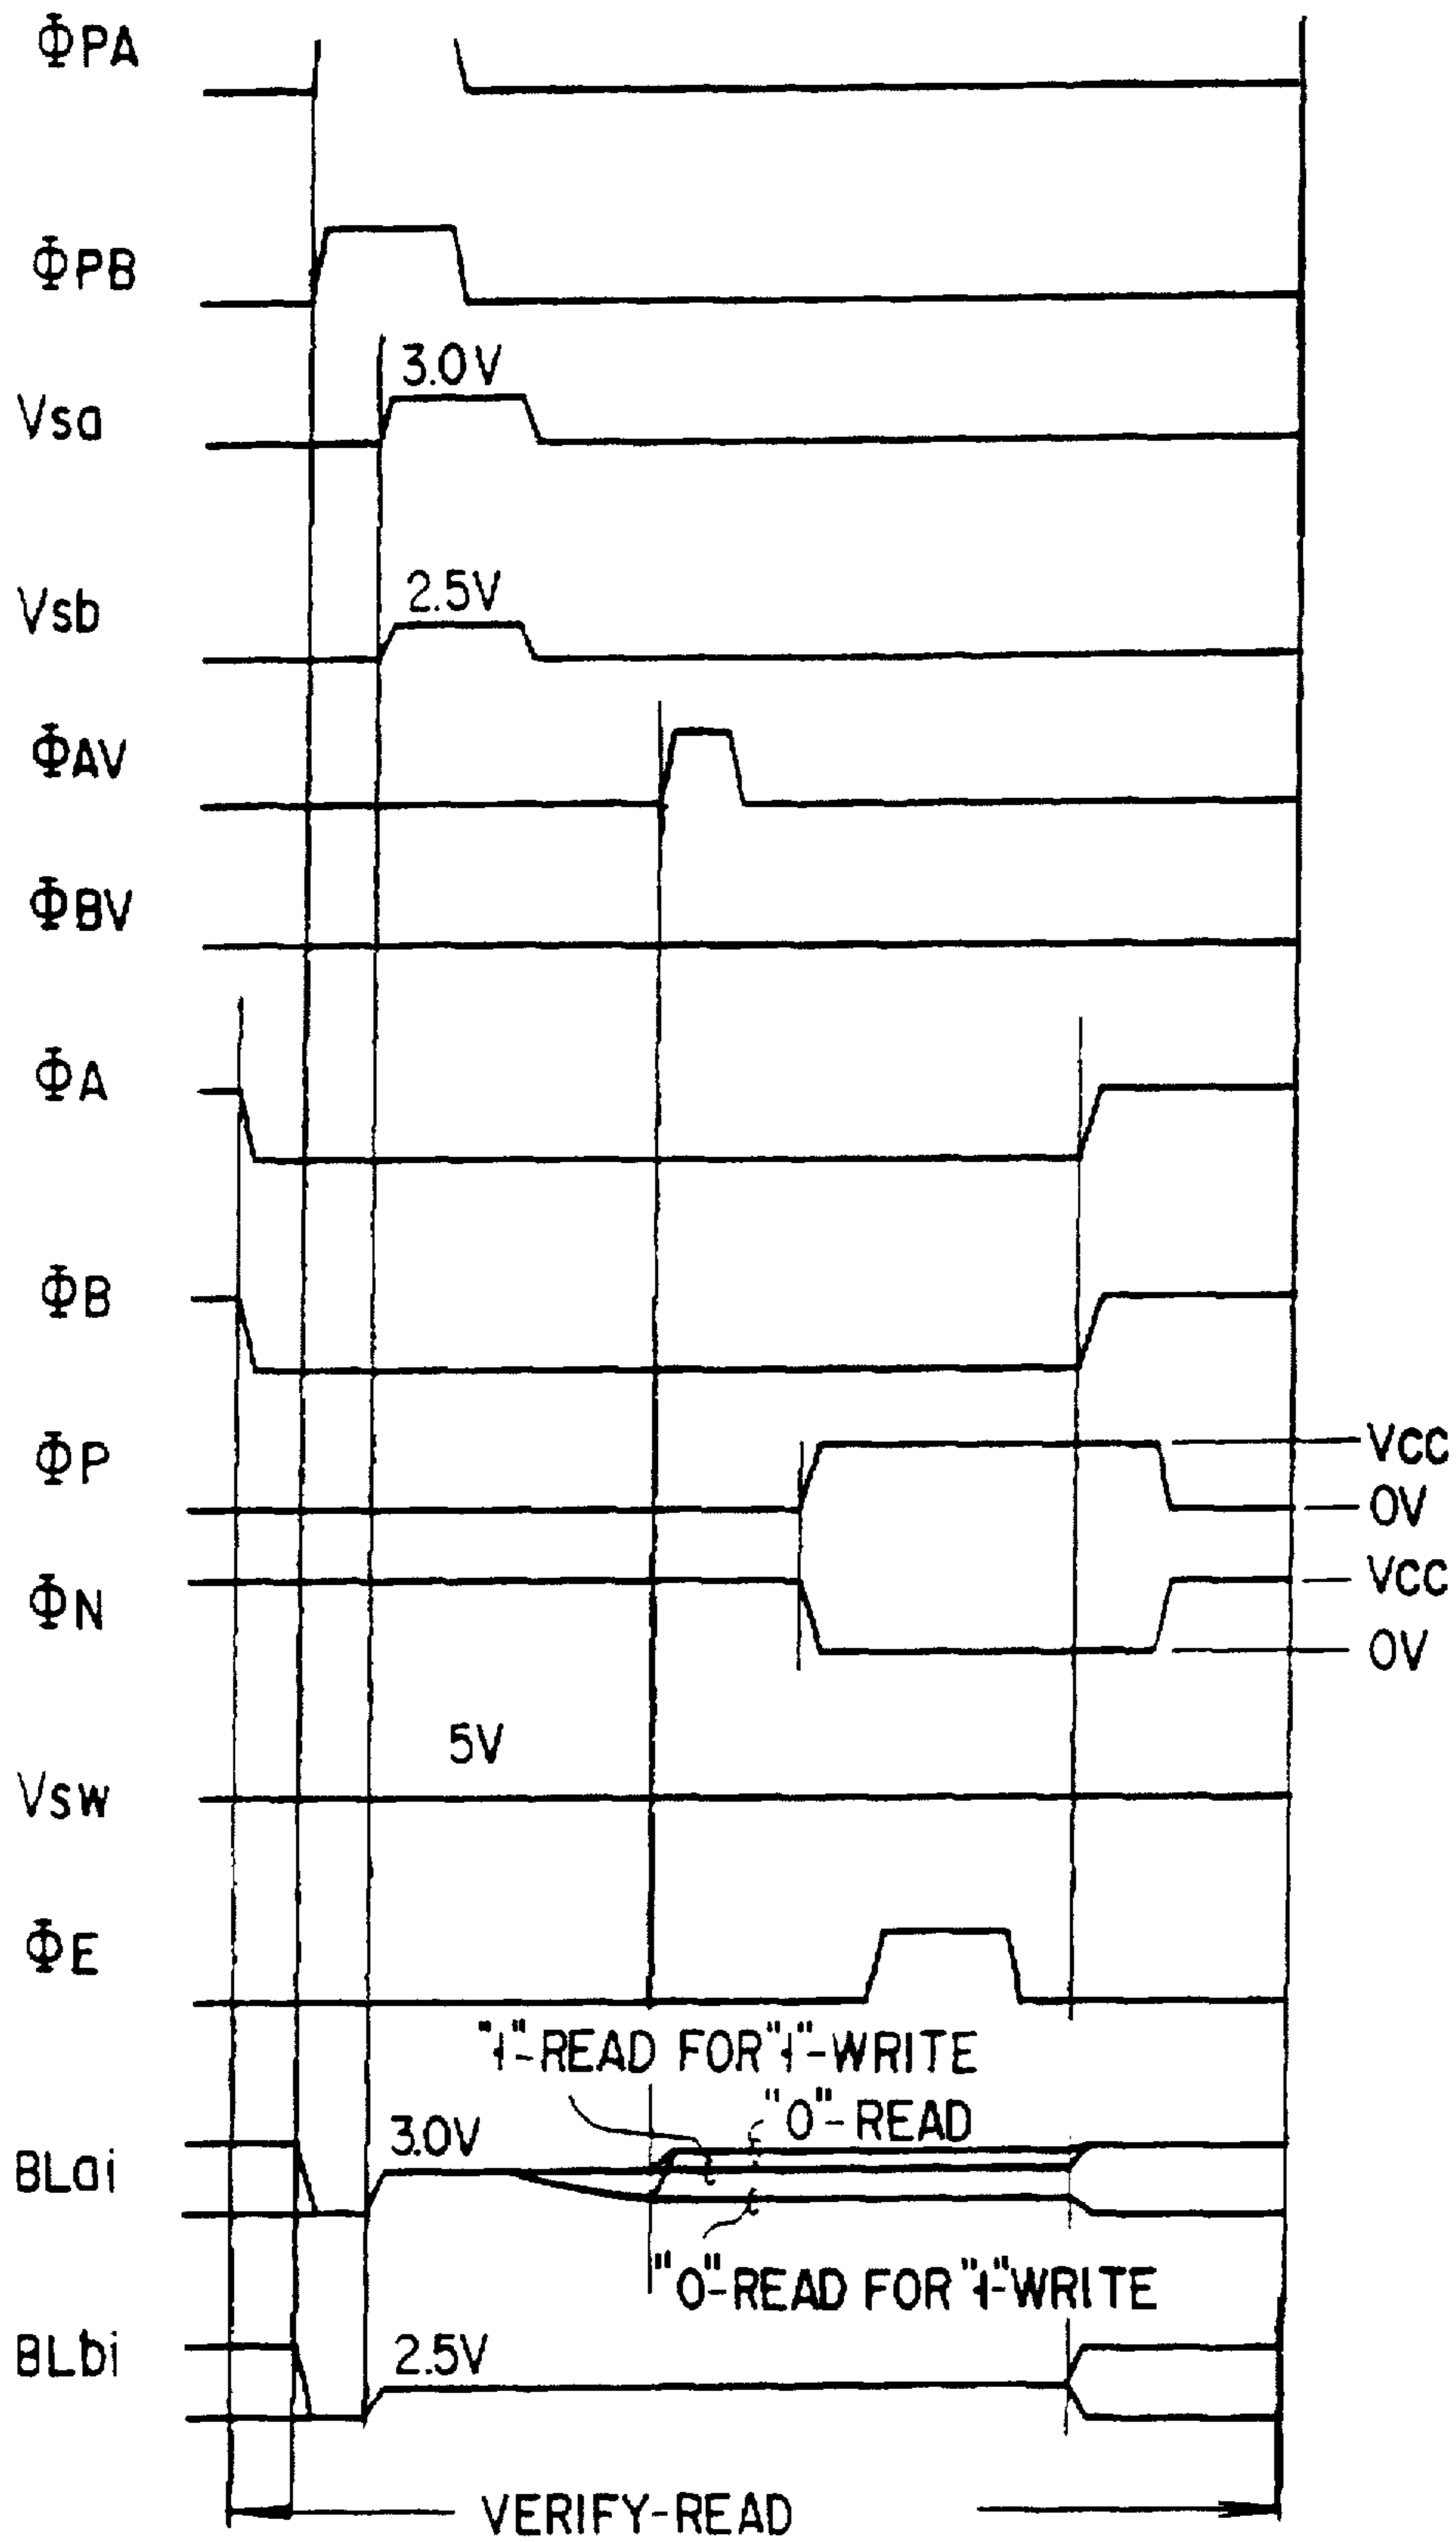 ΦPA
ΦPB
3.0V
Vsa
2.5V
Vsb
ΦAV
ΦBV
ΦA
ΦB
ΦP
Vcc
0V
ΦN
Vcc
0V
5V
Vsw
ΦE
"1"-READ FOR "1"-WRITE
"0"-READ
3.0V
BLai
"0"-READ FOR "1"-WRITE
BLbi
2.5V
VERIFY-READ